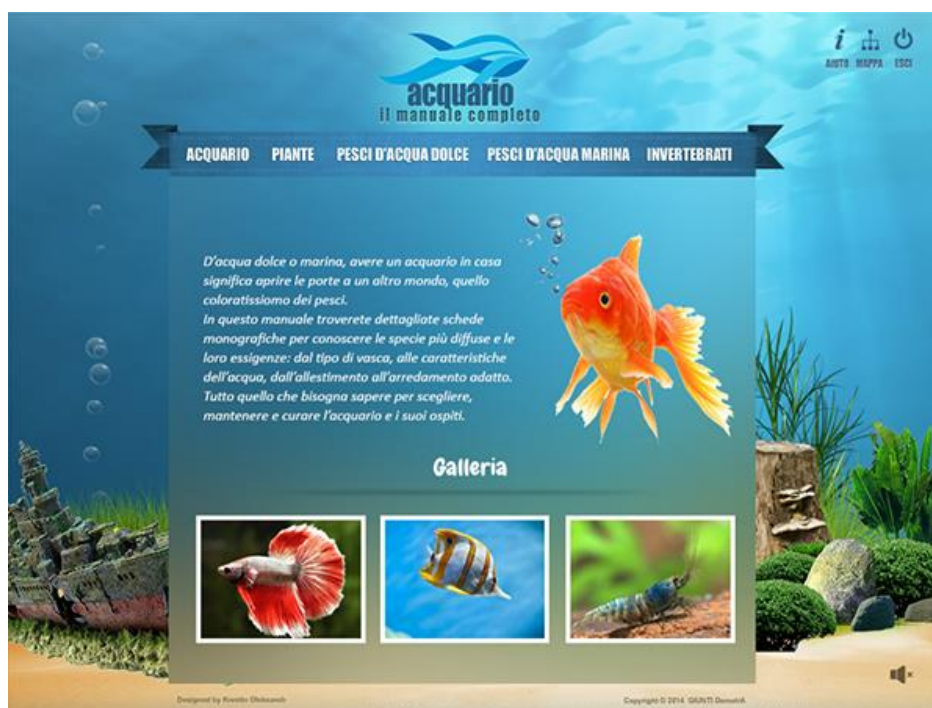 i
AIUTO MAPPA ESCI
acquario
il manuale completo
ACQUARIO PIANTE PESCI D'ACQUA DOLCE PESCI D'ACQUA MARINA INVERTEBRATI
D'acqua dolce o marina, avere un acquario in casa
significa aprire le porte a un altro mondo, quello
coloratissiomo dei pesci.
In questo manuale troverete dettagliate schede
monografiche per conoscere le specie più diffuse e le
loro essigenze: dal tipo di vasca, alle caratteristiche
dell'acqua, dall'allestimento all'arredamento adatto.
Tutto quello che bisogna sapere per scegliere,
mantenere e curare l'acquario e i suoi ospiti.
Galleria
Designed by
Copyright © 2014 GIUNTI Demetra